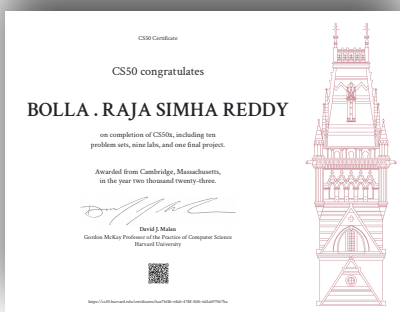 CS50 Certificate
CS50 congratulates
BOLLA . RAJA SIMHA REDDY
on completion of CS50x, including ten
problem sets, nine labs, and one final project.
Awarded from Cambridge, Massachusetts,
in the year two thousand twenty-three.
David J. Malan
Gordon McKay Professor of the Practice of Computer Science
Harvard University